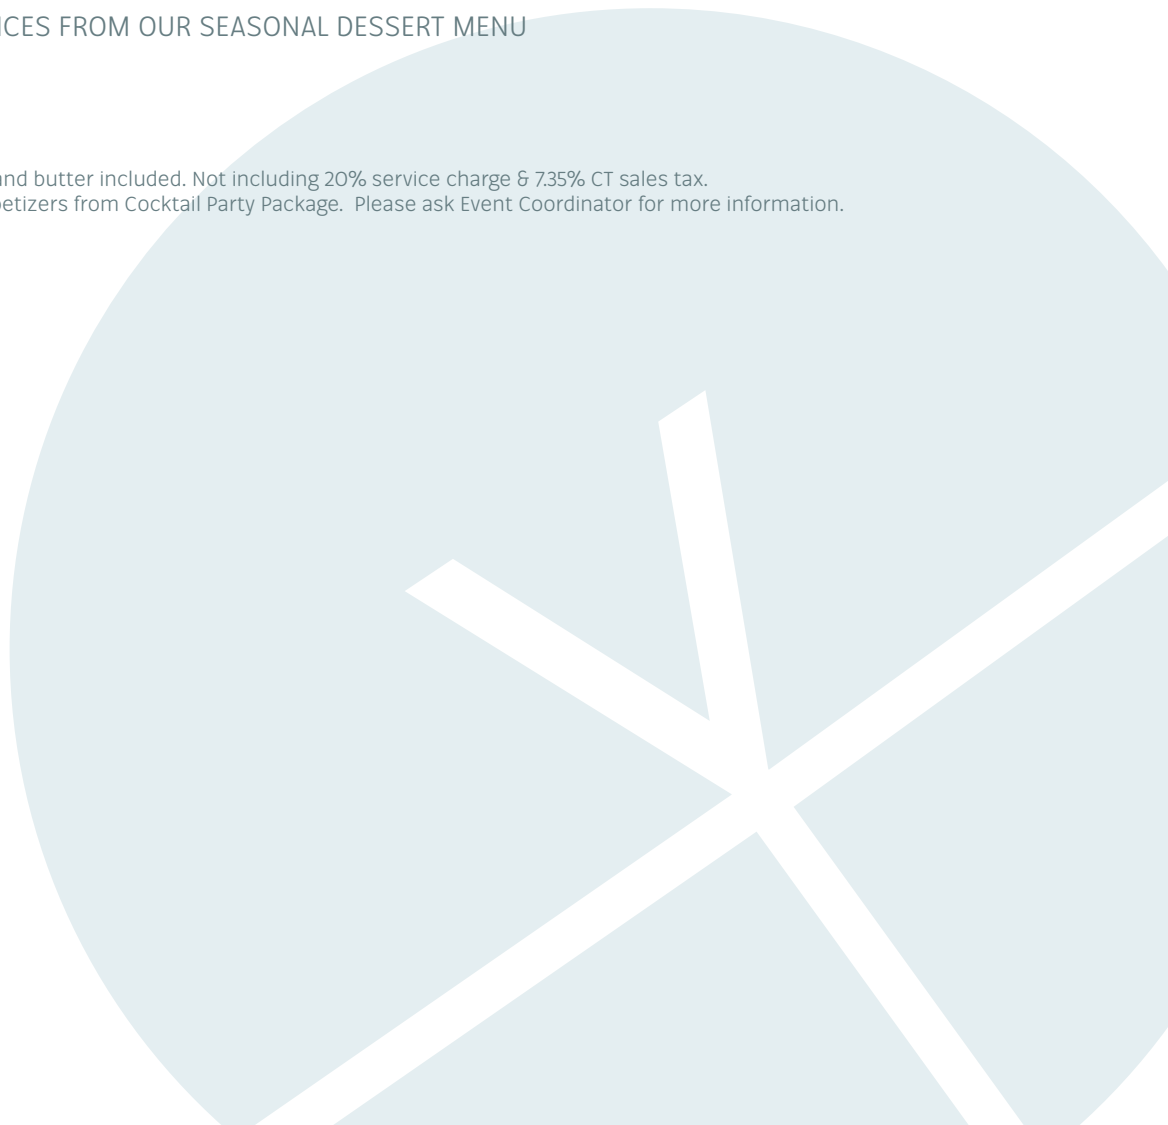 ICES FROM OUR SEASONAL DESSERT MENU
and butter included. Not including 20% service charge & 7.35% CT sales tax.
petizers from Cocktail Party Package. Please ask Event Coordinator for more information.